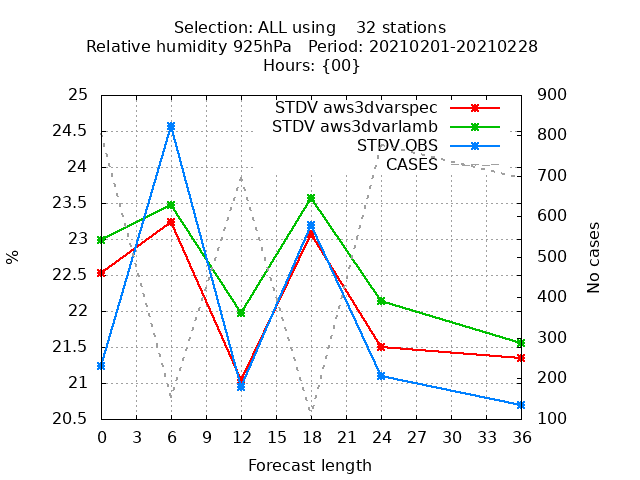 Selection: ALL using    32 stations
Relative humidity 925hPa   Period: 20210201-20210228
Hours: {00}
25
24.5
24
23.5
23
22.5
22
21.5
21
20.5
%
STDV aws3dvarspec
STDV aws3dvarlamb
STDV OBS
CASES
900
800
700
600
500
400
300
200
100
No cases
0 3 6 9 12 15 18 21 24 27 30 33 36
Forecast length